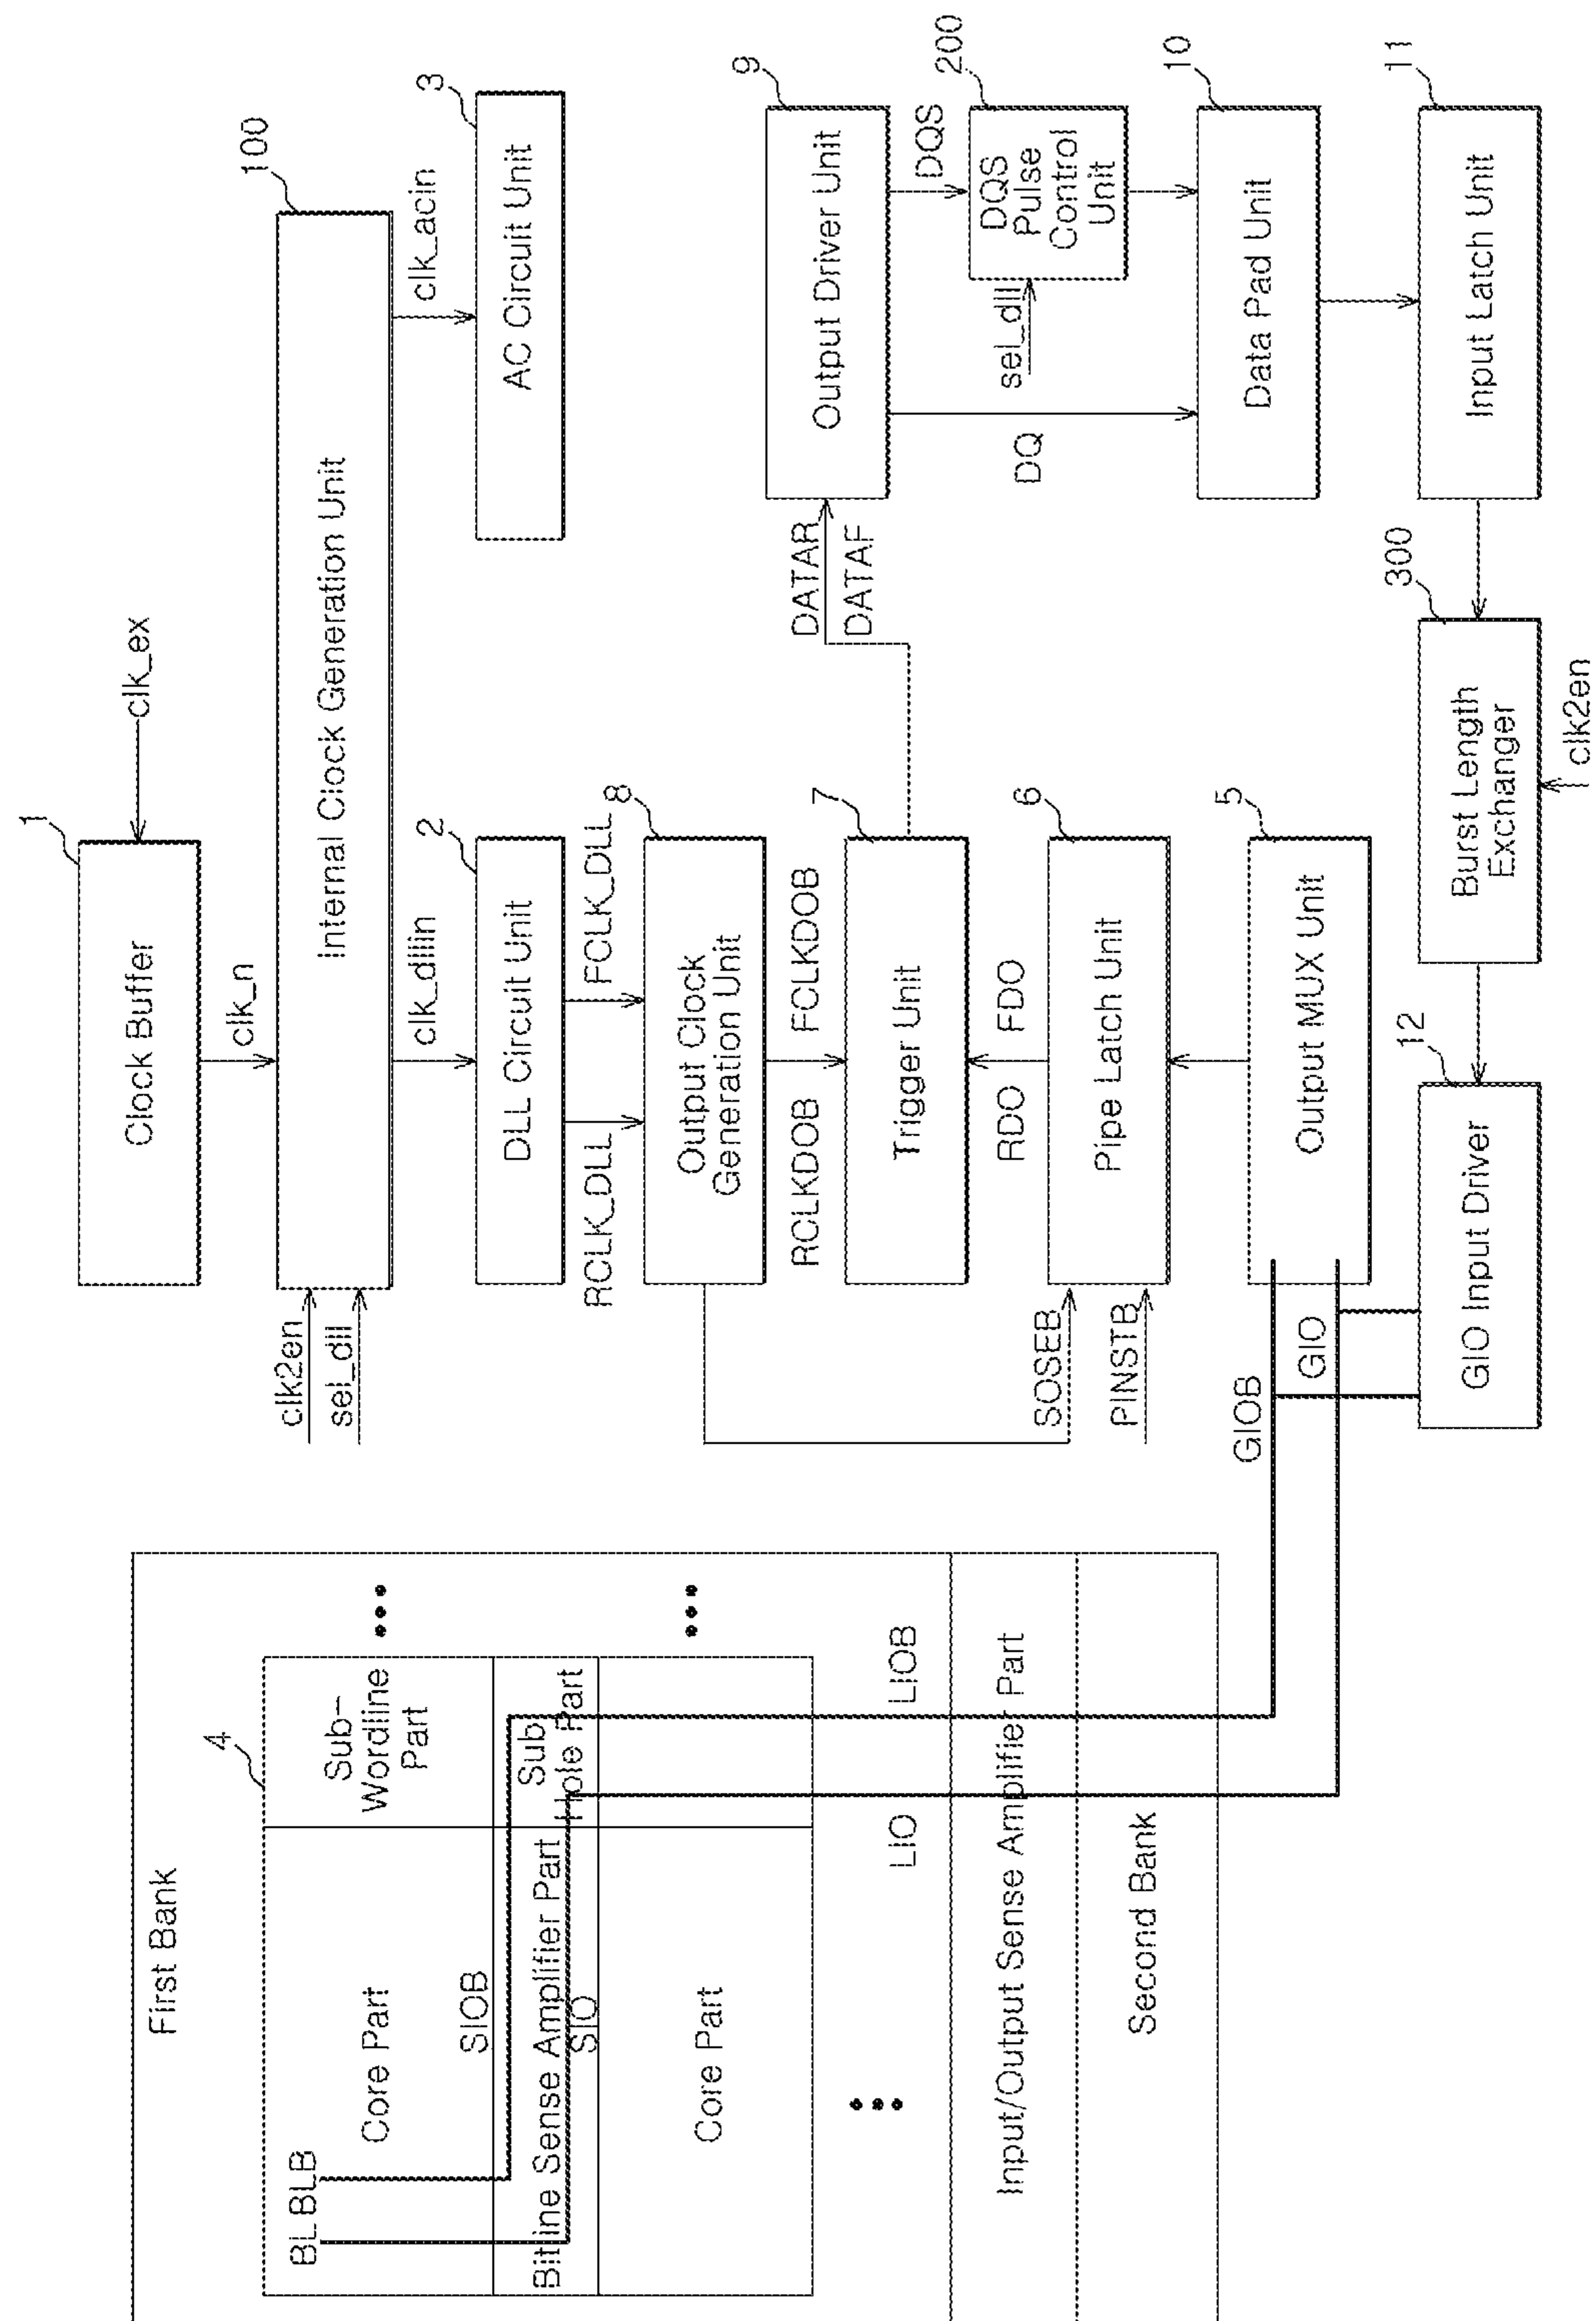 First Bank
4
BL BLB
Core Part
Sub-
Wordline
Part
SIOB
Bitline Sense Amplifier Part
SIO
Sub
Hole Part
Core Part
LIO
LIOB
Input/Output Sense Amplifier Part
Second Bank
GIOB
GIO
1
Clock Buffer
clk_ex
clk_n
clk2en
sel_dll
100
Internal Clock Generation Unit
clk_dllin
clk_acin
2
DLL Circuit Unit
3
AC Circuit Unit
RCLK_DLL
FCLK_DLL
8
Output Clock
Generation Unit
RCLKDOB
FCLKDOB
7
Trigger Unit
RDO
FDO
SOSEB
PINSTB
6
Pipe Latch Unit
5
Output MUX Unit
DATAR
DATAF
9
Output Driver Unit
DQ
DQS
sel_dll
200
DQS
Pulse
Control
Unit
10
Data Pad Unit
11
Input Latch Unit
300
Burst Length
Exchanger
clk2en
12
GIO Input Driver